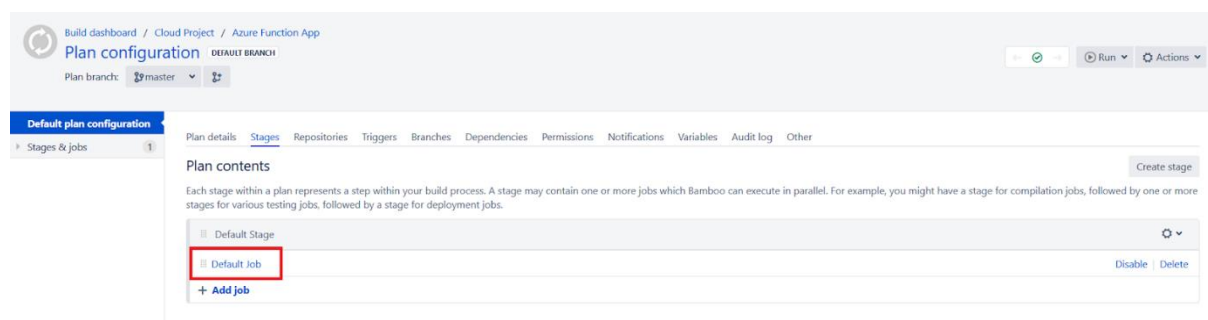 Build dashboard / Cloud Project / Azure Function App
Plan configuration DEFAULT BRANCH
Plan branch: master
Run Actions
Default plan configuration
Stages & jobs 1
Plan details Stages Repositories Triggers Branches Dependencies Permissions Notifications Variables Audit log Other
Plan contents
Create stage
Each stage within a plan represents a step within your build process. A stage may contain one or more jobs which Bamboo can execute in parallel. For example, you might have a stage for compilation jobs, followed by one or more
stages for various testing jobs, followed by a stage for deployment jobs.
Default Stage
Default Job Disable Delete
+ Add job